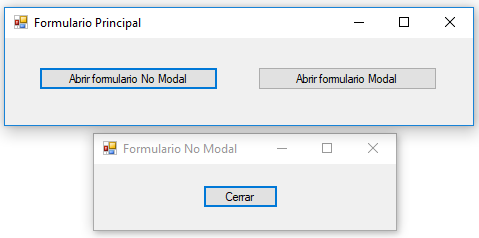 Formulario Principal
Abrir formulario No Modal
Abrir formulario Modal
Formulario No Modal
Cerrar